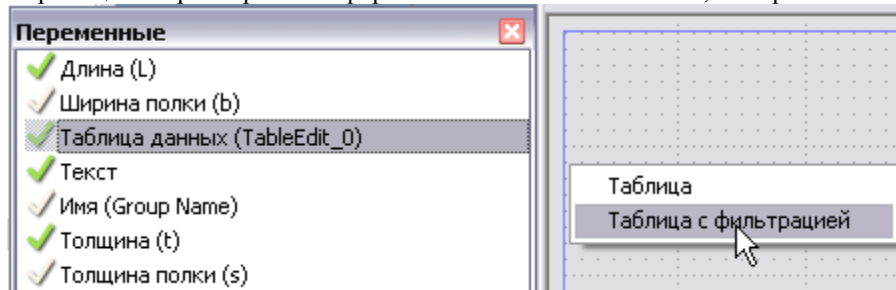 Переменные
Длина (L)
Ширина полки (b)
Таблица данных (TableEdit_0)
Текст
Имя (Group Name)
Толщина (t)
Толщина полки (s)
Таблица
Таблица с фильтрацией